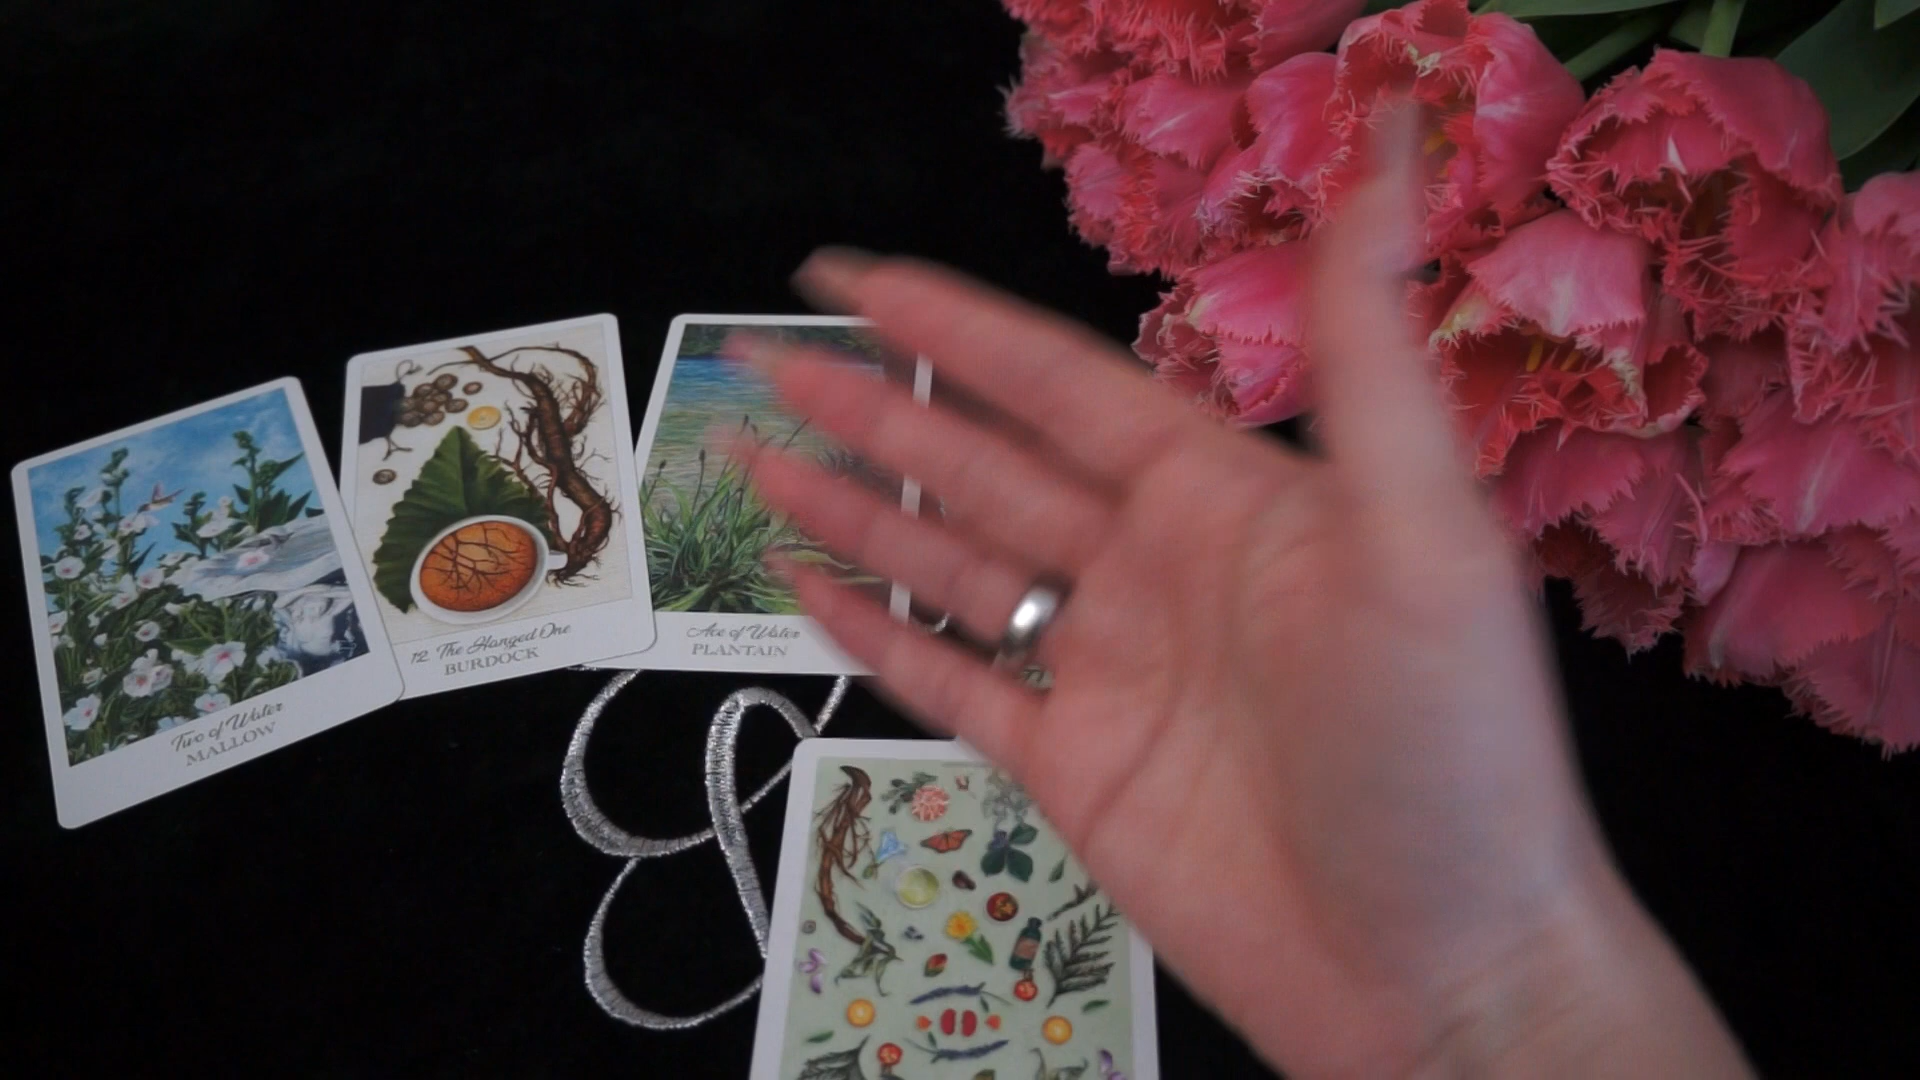 Two of Water
MALLOW
12 The Hanged One
BURDOCK
Ace of Water
PLANTAIN